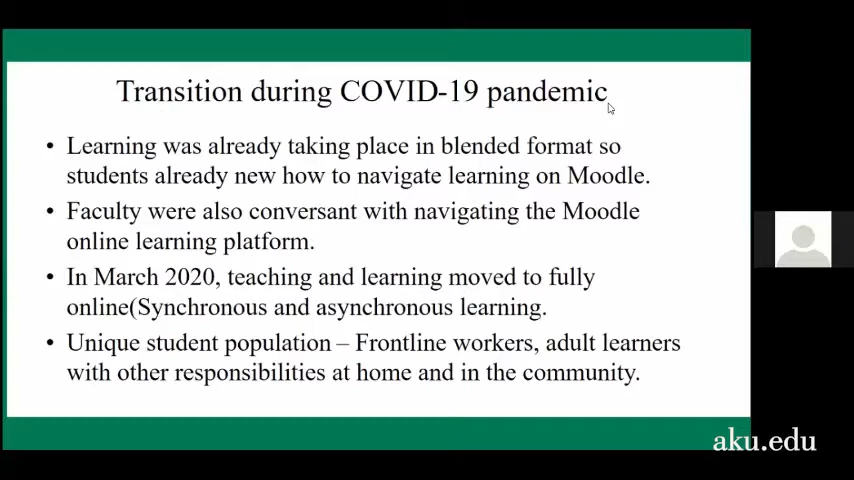 Transition during COVID-19 pandemic
• Learning was already taking place in blended format so
students already new how to navigate learning on Moodle.
• Faculty were also conversant with navigating the Moodle
online learning platform.
• In March 2020, teaching and learning moved to fully
online(Synchronous and asynchronous learning.
• Unique student population – Frontline workers, adult learners
with other responsibilities at home and in the community.
aku.edu